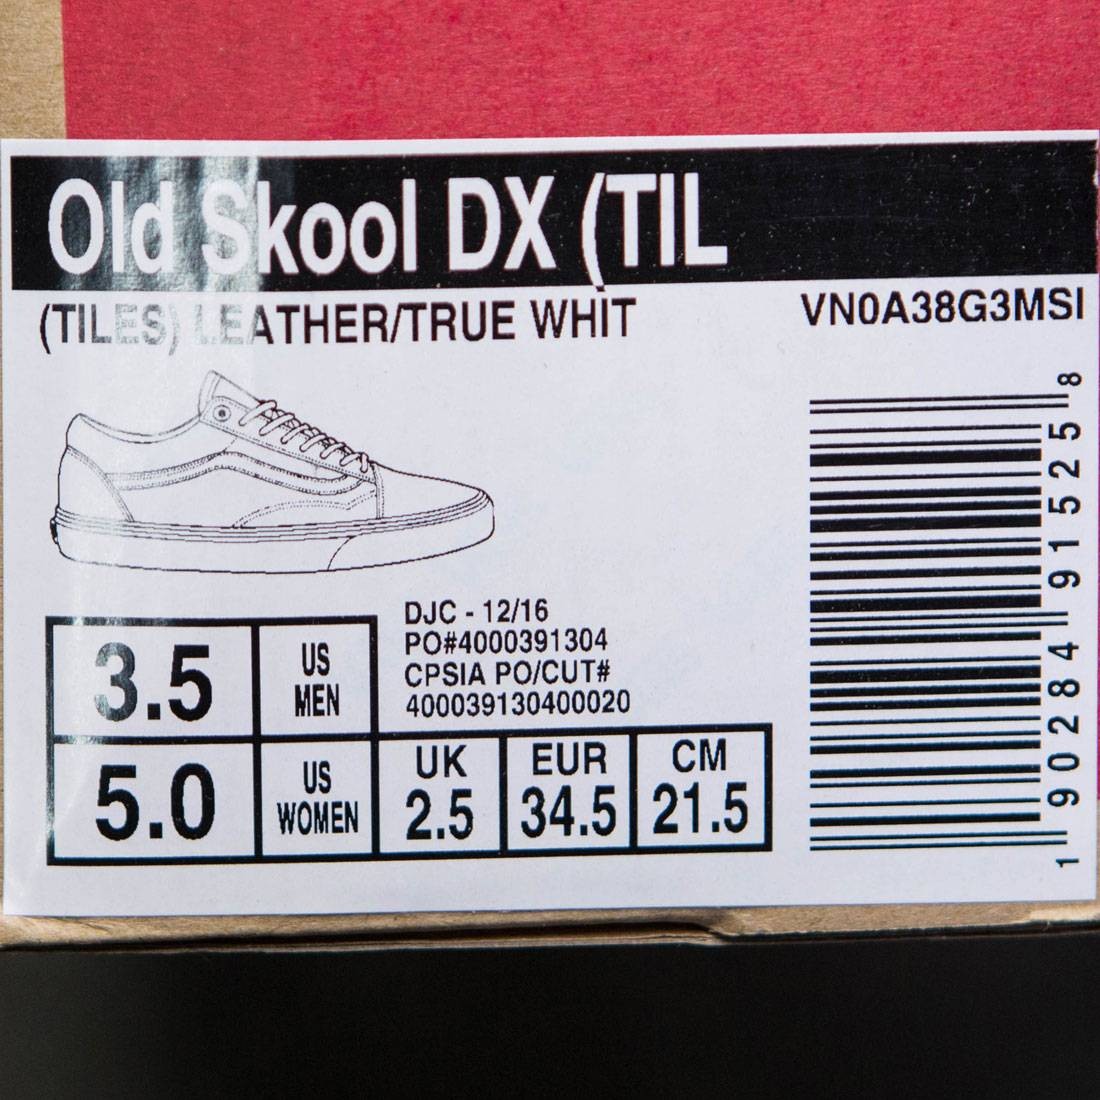 Old Skool DX (TIL
(TILES) LEATHER/TRUE WHIT
VN0A38G3MSI
DJC - 12/16
PO#4000391304
CPSIA PO/CUT#
400039130400020
3.5 US MEN
5.0 US WOMEN
UK 2.5
EUR 34.5
CM 21.5
1 90284 91525 8